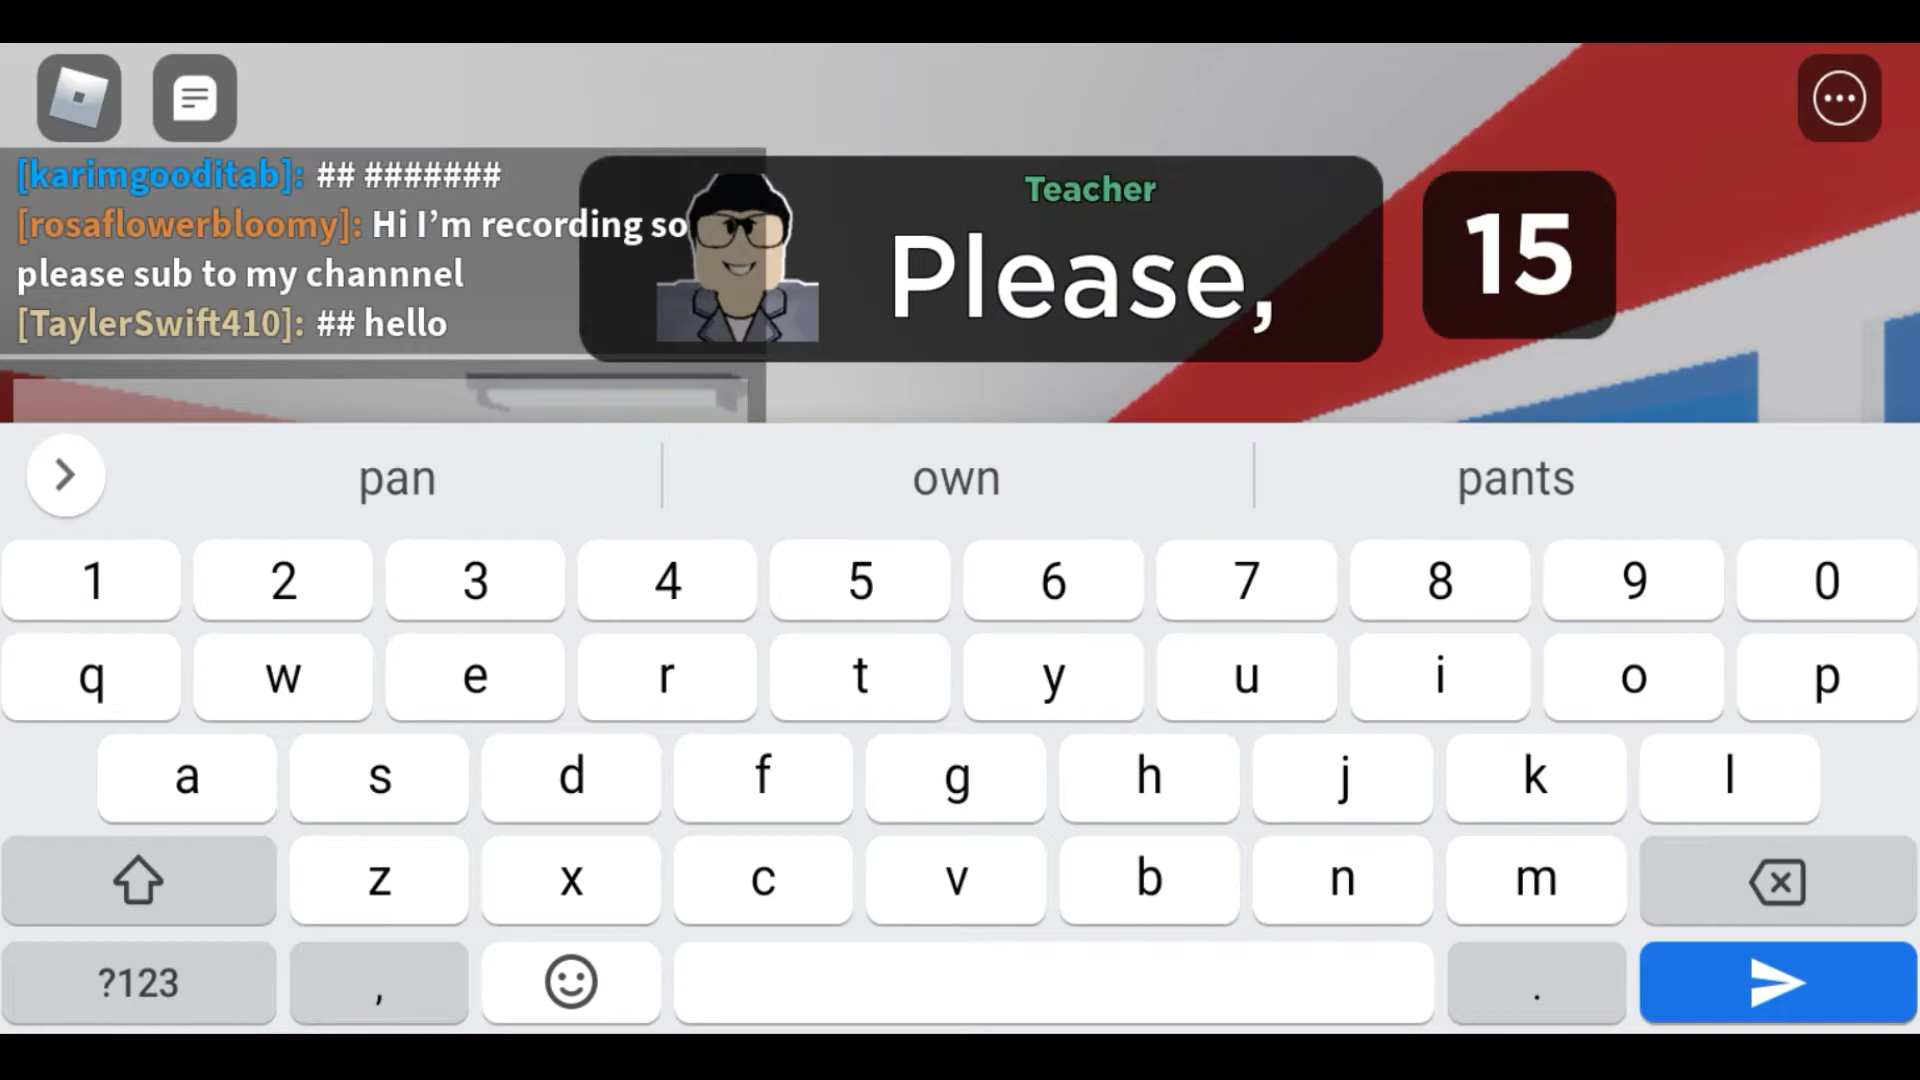 [karimgooditab]: ## #######
[rosaflowerbloomy]: Hi I’m recording so
please sub to my channnel
[TaylerSwift410]: ## hello
Teacher
Please,
15
pan own pants
1 2 3 4 5 6 7 8 9 0
q w e r t y u i o p
a s d f g h j k l
z x c v b n m
?123 , .